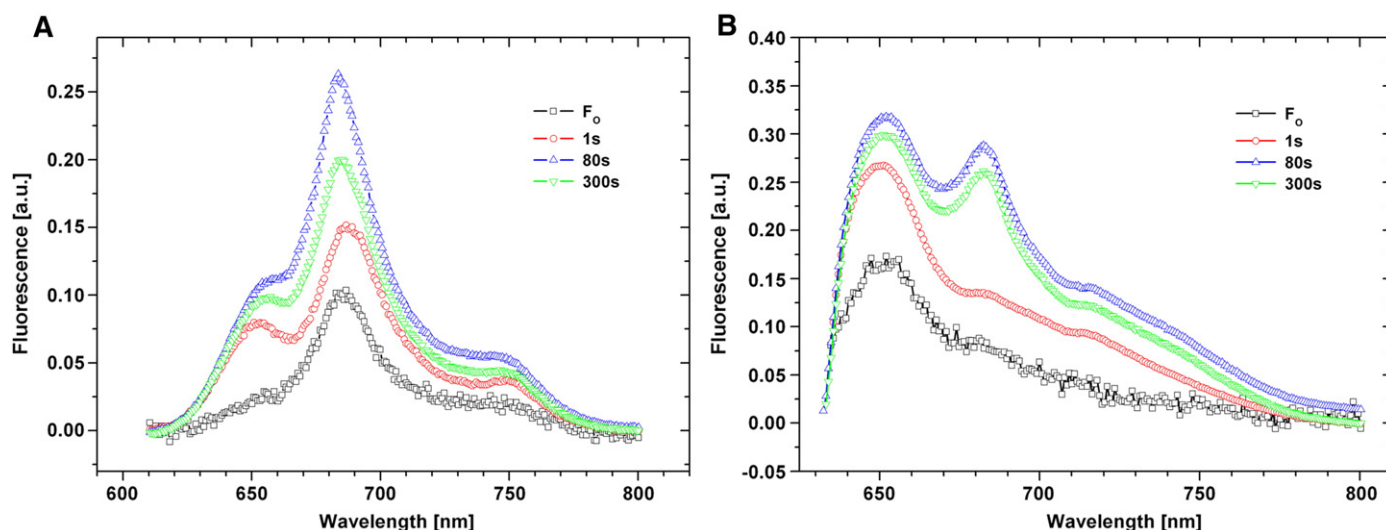 A
Fluorescence [a.u.]
0.25
0.20
0.15
0.10
0.05
0.00
600
650
700
750
800
Wavelength [nm]
Fo
1s
80s
300s
B
Fluorescence [a.u.]
0.40
0.35
0.30
0.25
0.20
0.15
0.10
0.05
0.00
-0.05
650
700
750
800
Wavelength [nm]
Fo
1s
80s
300s